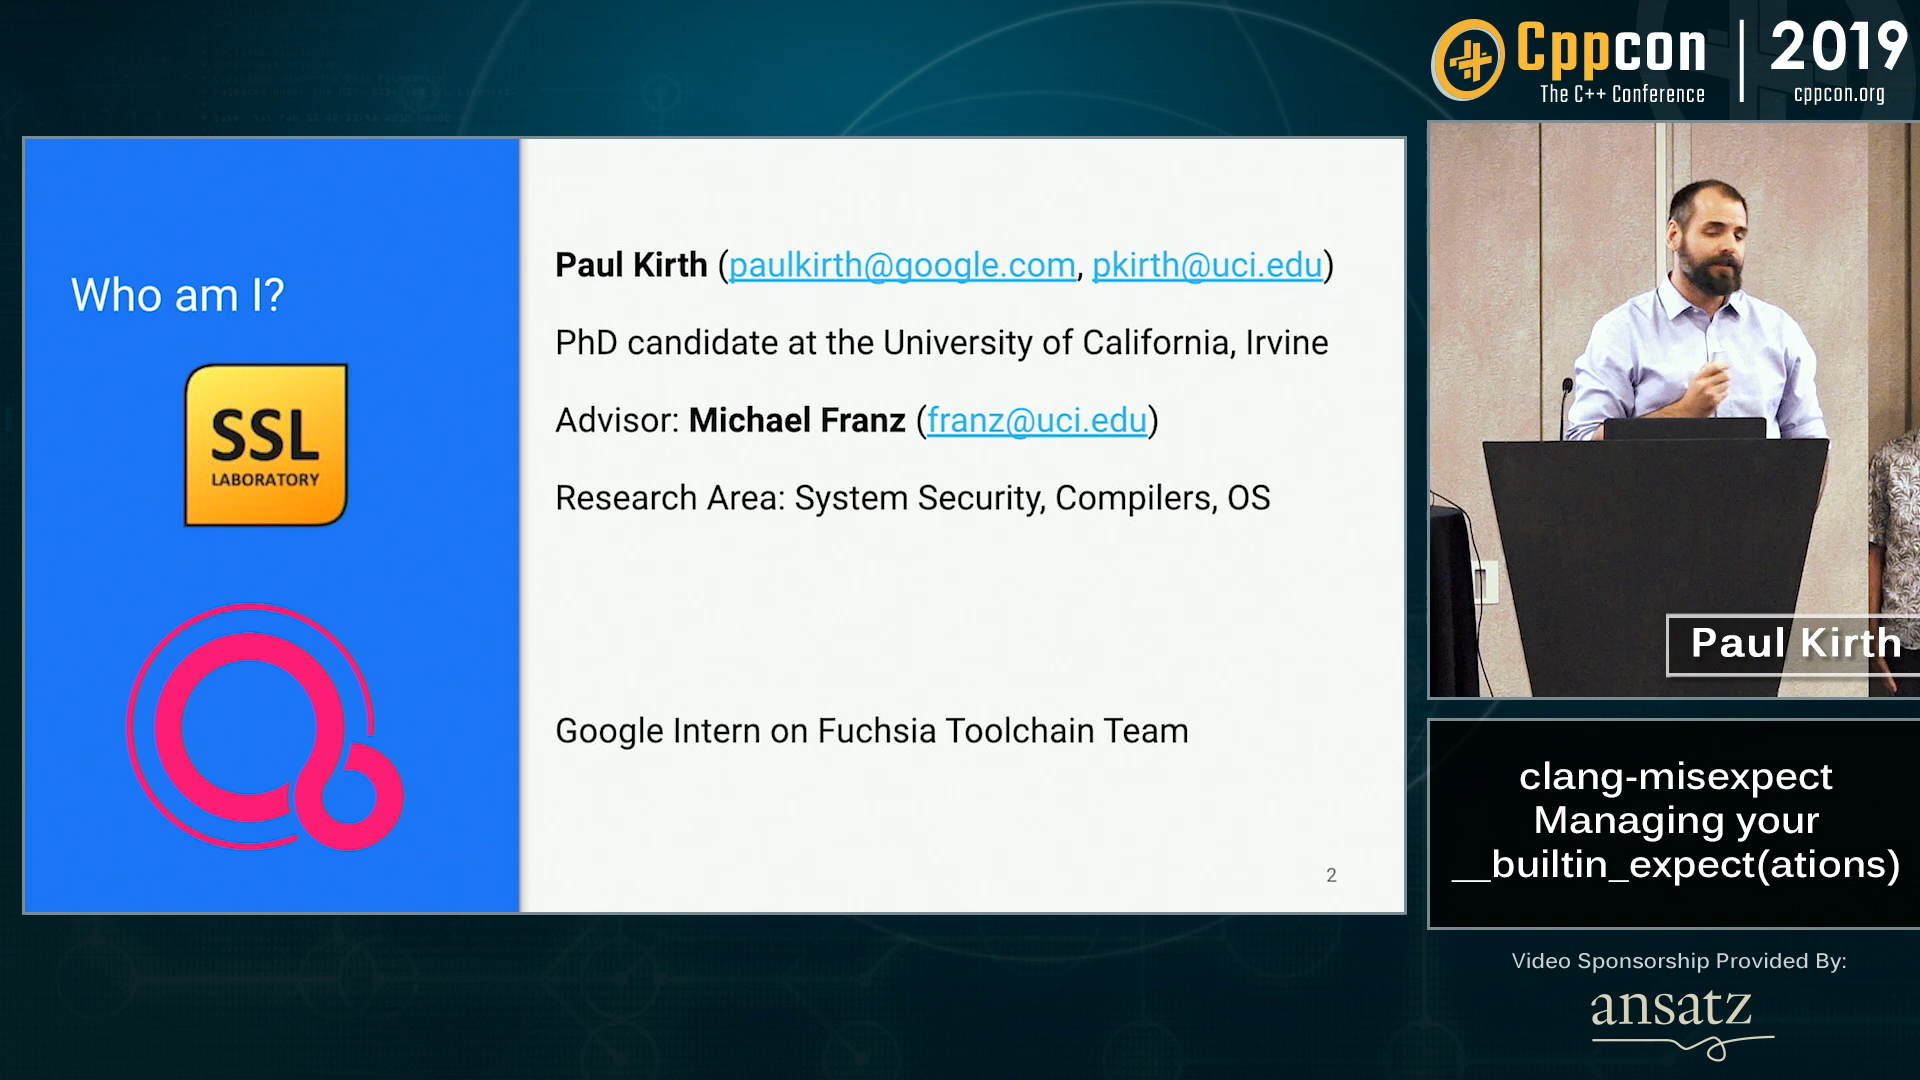 Cppcon
The C++ Conference
2019
cppcon.org
Who am I?
SSL
LABORATORY
Paul Kirth (paulkirth@google.com, pkirth@uci.edu)
PhD candidate at the University of California, Irvine
Advisor: Michael Franz (franz@uci.edu)
Research Area: System Security, Compilers, OS
Google Intern on Fuchsia Toolchain Team
2
Paul Kirth
clang-misexpect
Managing your
__builtin_expect(ations)
Video Sponsorship Provided By:
ansatz